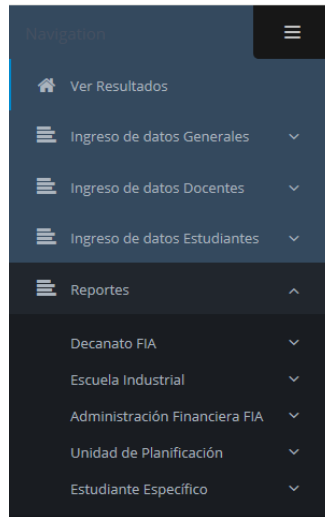 Navigation
Ver Resultados
Ingreso de datos Generales
Ingreso de datos Docentes
Ingreso de datos Estudiantes
Reportes
Decanato FIA
Escuela Industrial
Administración Financiera FIA
Unidad de Planificación
Estudiante Específico